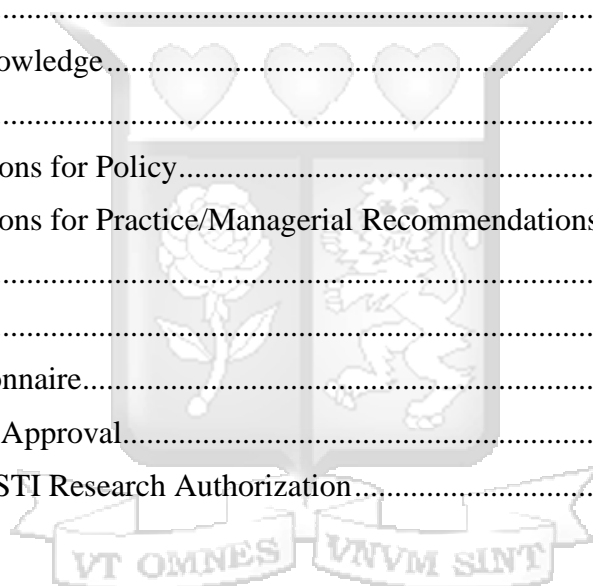 ........................................................................
owledge............................................................
........................................................................
ons for Policy....................................................
ons for Practice/Managerial Recommendations
........................................................................
........................................................................
onnaire...............................................................
Approval..........................................................
STI Research Authorization..............................
VT OMNES VNVM SINT